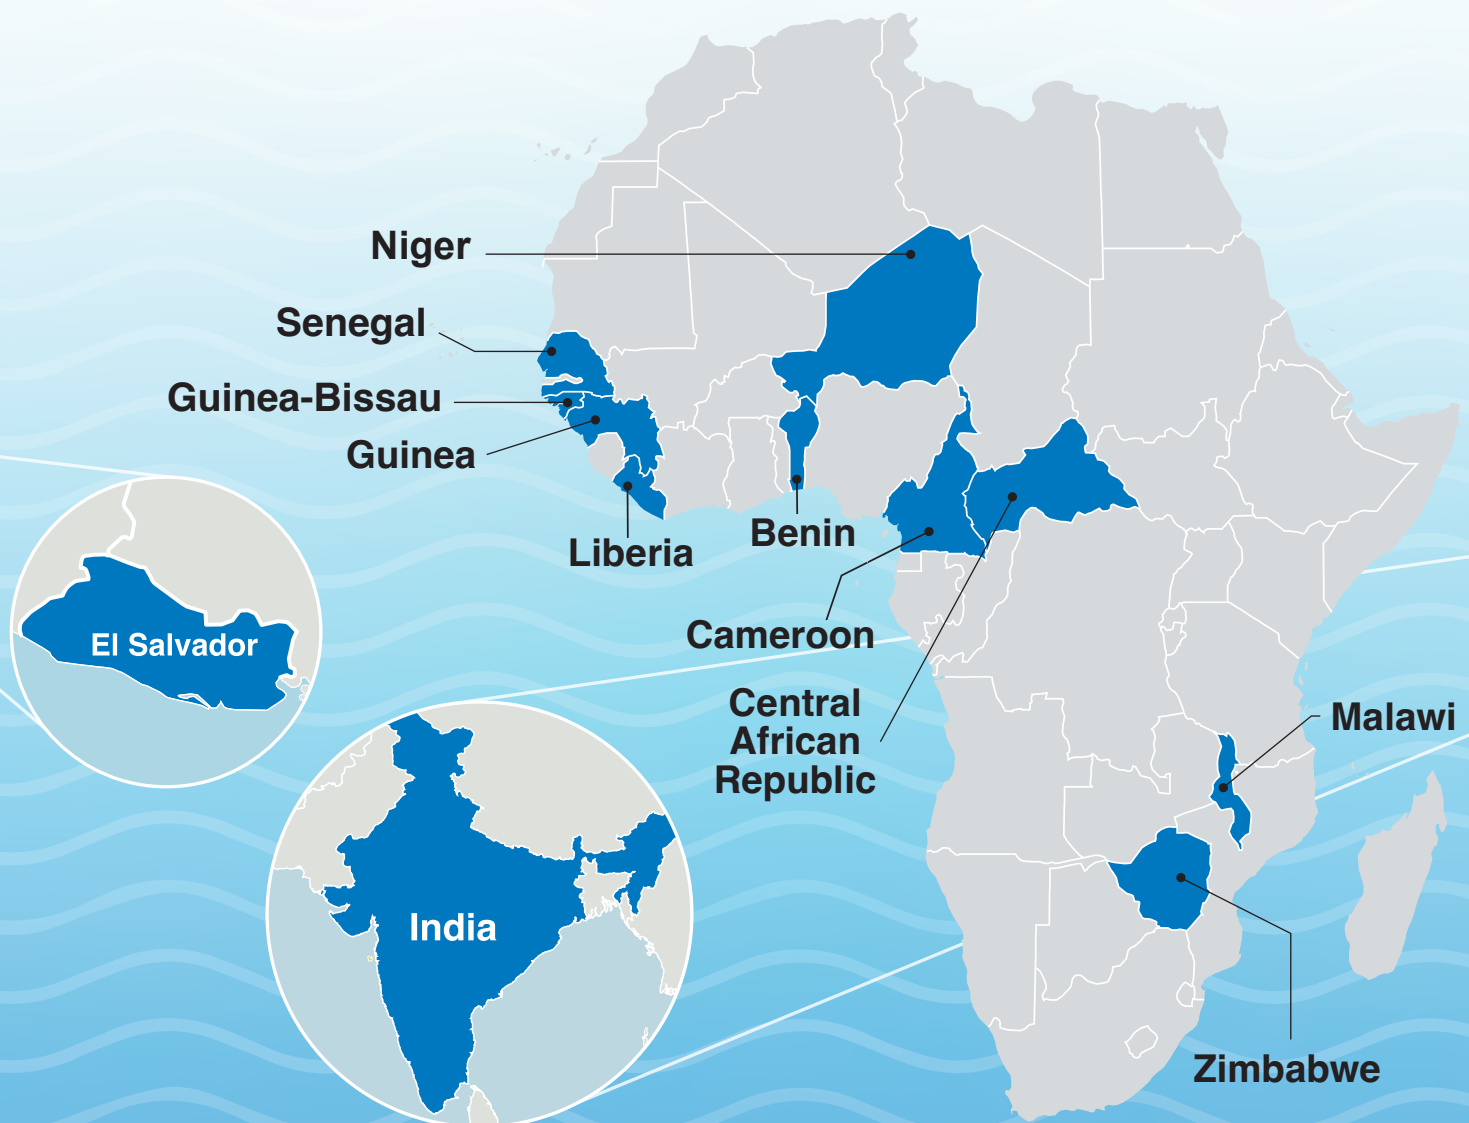 Niger
Senegal
Guinea-Bissau
Guinea
Liberia
Benin
Cameroon
Central
African
Republic
Malawi
Zimbabwe
El Salvador
India